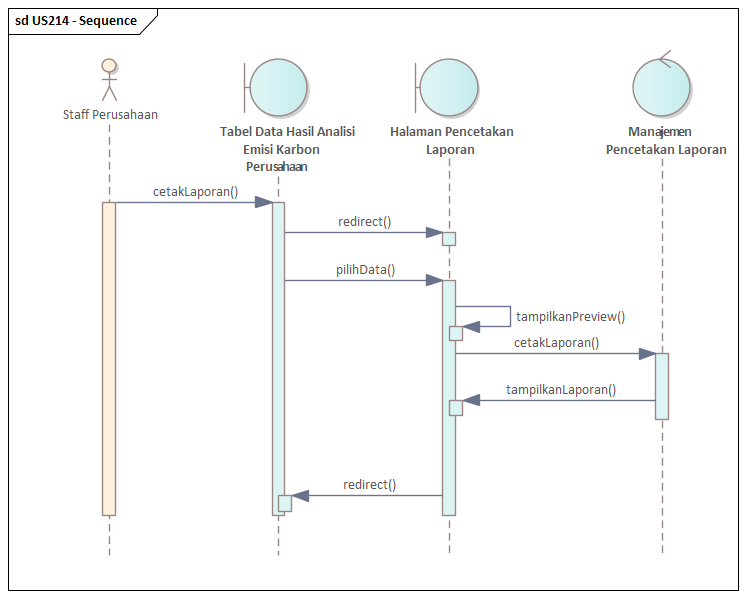 sd US214 - Sequence
Staff Perusahaan
Tabel Data Hasil Analisi
Emisi Karbon
Perusahaan
Halaman Pencetakan
Laporan
Manajemen
Pencetakan Laporan
cetakLaporan()
redirect()
pilihData()
tampilkanPreview()
cetakLaporan()
tampilkanLaporan()
redirect()